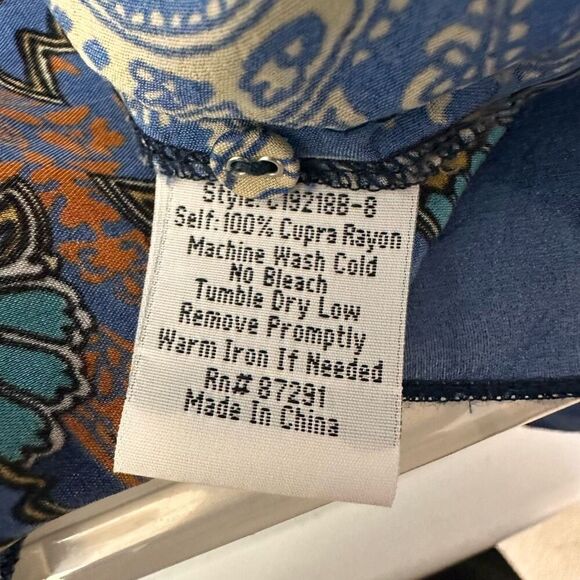 Style: C19218B-8
Self: 100% Cupra Rayon
Machine Wash Cold
No Bleach
Tumble Dry Low
Remove Promptly
Warm Iron If Needed
Rn# 87291
Made In China